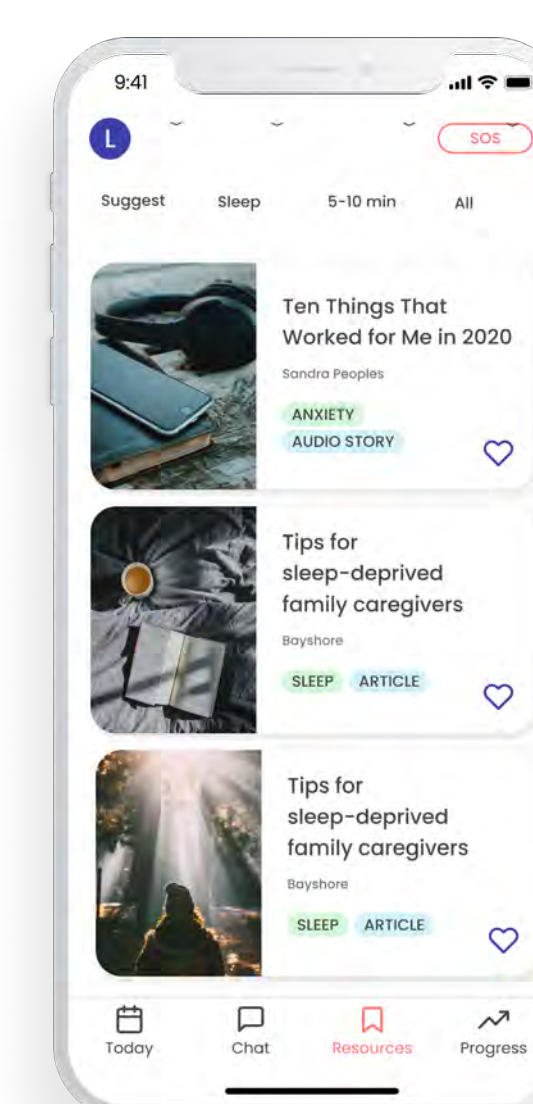 9:41
L
SOS
Suggest Sleep 5-10 min All
Ten Things That
Worked for Me in 2020
Sandra Peoples
ANXIETY
AUDIO STORY
Tips for
sleep-deprived
family caregivers
Bayshore
SLEEP ARTICLE
Tips for
sleep-deprived
family caregivers
Bayshore
SLEEP ARTICLE
Today Chat Resources Progress